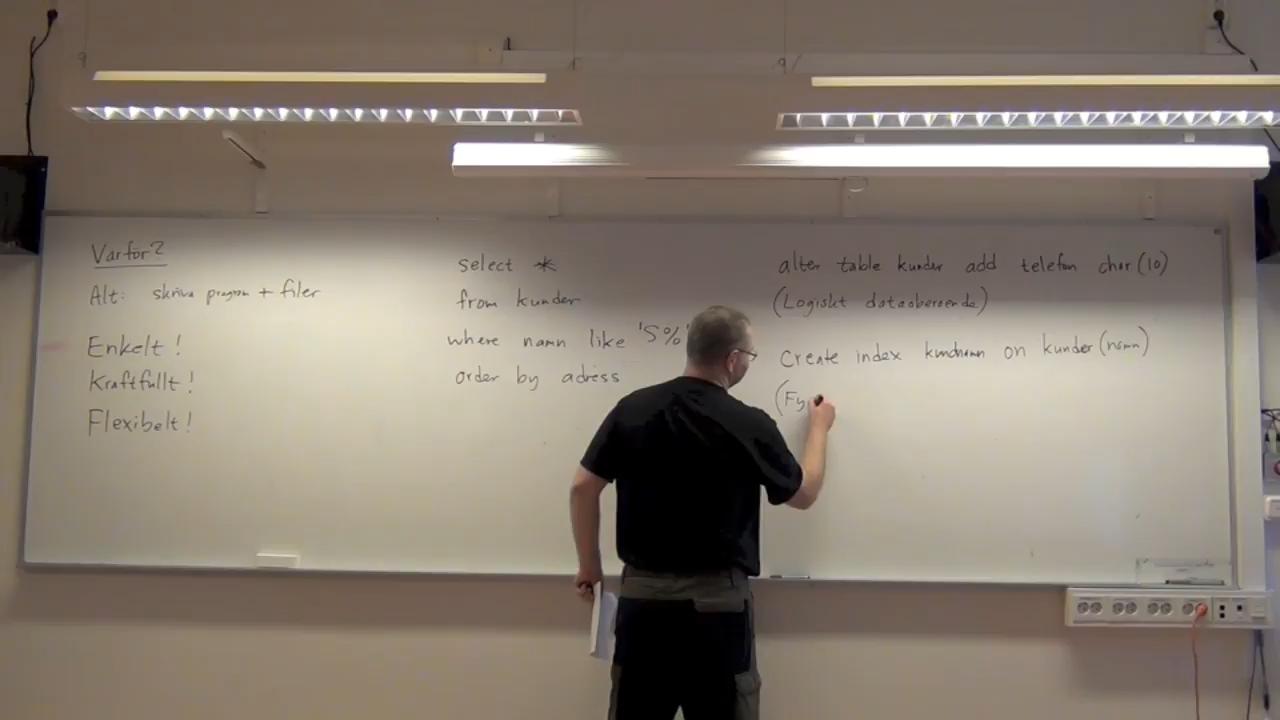 Varför?
Alt: skriva program + filer
Enkelt!
Kraftfullt!
Flexibelt!
select *
from kunder
where namn like 'S%'
order by adress
alter table kunder add telefon char(10)
(Logiskt dataoberoende)
Create index kundnamn on kunder(namn)
(Fy